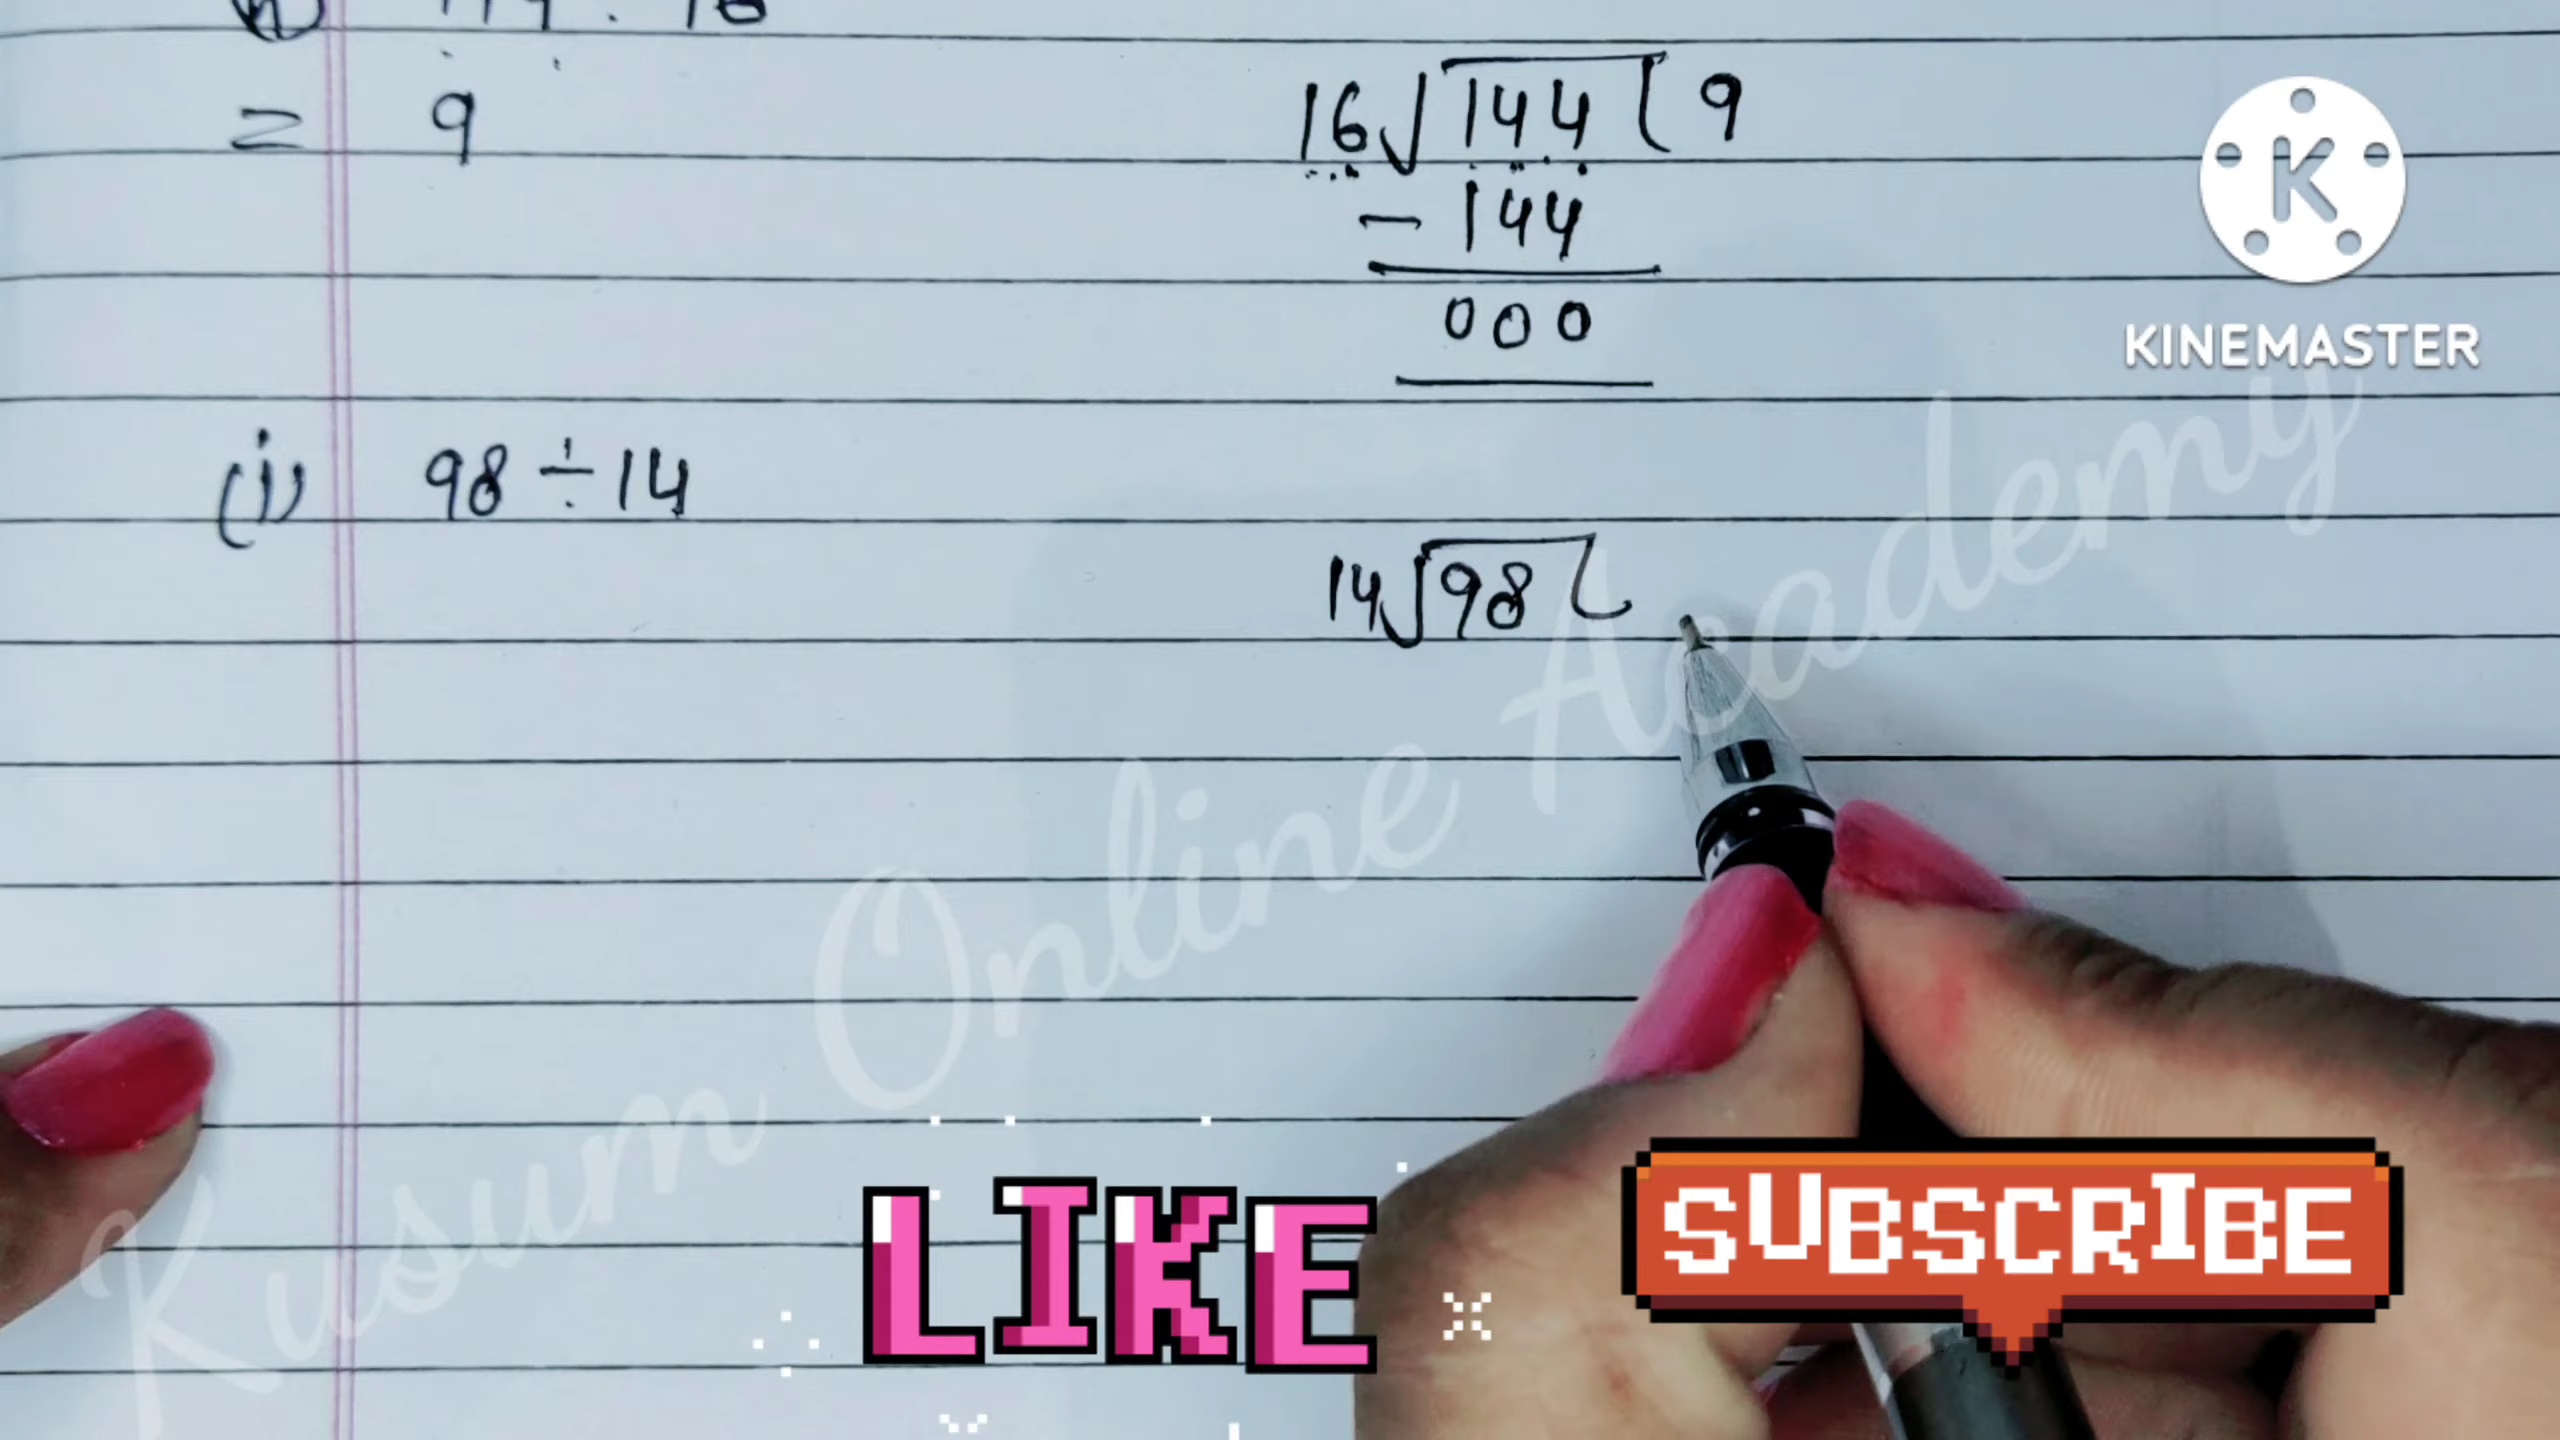 = 9
16√144( 9
- 144
000
(i) 98 ÷ 14
14√98(
KINEMASTER
Kusum Online Academy
LIKE
SUBSCRIBE